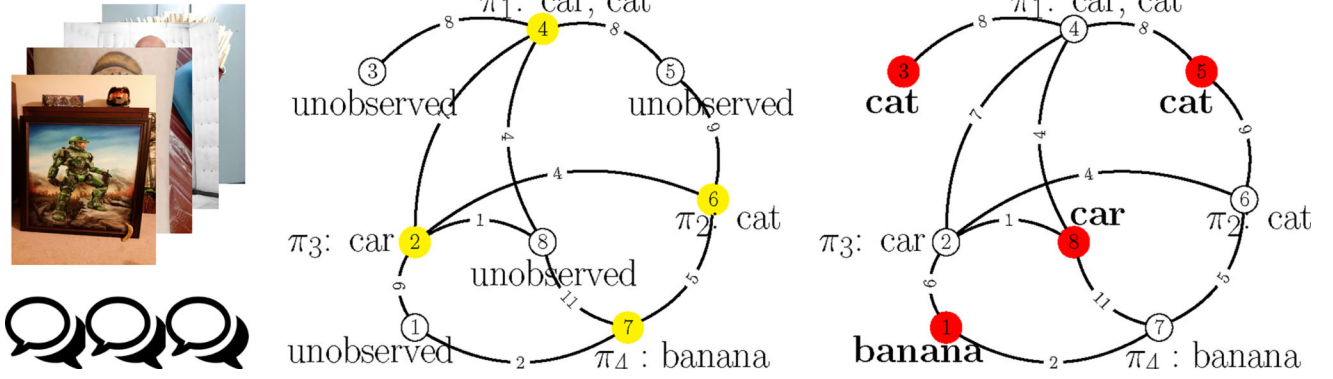 π₁: car, cat
8
4
8
3
5
unobserved
unobserved
7
4
9
4
6
π₂: cat
π₃: car
2
1
8
unobserved
9
11
5
1
7
unobserved
2
π₄ : banana
π₁: car, cat
8
4
8
3
5
cat
cat
7
4
9
4
6
π₂: cat
car
π₃: car
2
1
8
6
11
5
1
7
banana
2
π₄ : banana